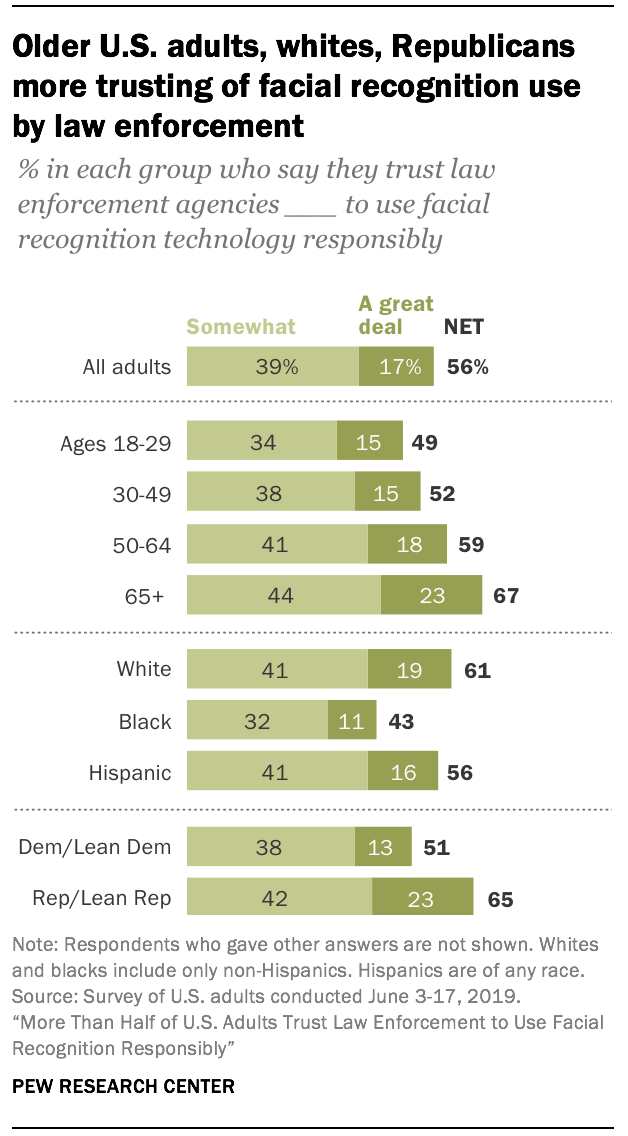 Older U.S. adults, whites, Republicans
more trusting of facial recognition use
by law enforcement
% in each group who say they trust law
enforcement agencies ___ to use facial
recognition technology responsibly
Somewhat A great deal NET
All adults 39% 17% 56%
Ages 18-29 34 15 49
30-49 38 15 52
50-64 41 18 59
65+ 44 23 67
White 41 19 61
Black 32 11 43
Hispanic 41 16 56
Dem/Lean Dem 38 13 51
Rep/Lean Rep 42 23 65
Note: Respondents who gave other answers are not shown. Whites
and blacks include only non-Hispanics. Hispanics are of any race.
Source: Survey of U.S. adults conducted June 3-17, 2019.
“More Than Half of U.S. Adults Trust Law Enforcement to Use Facial
Recognition Responsibly”
PEW RESEARCH CENTER